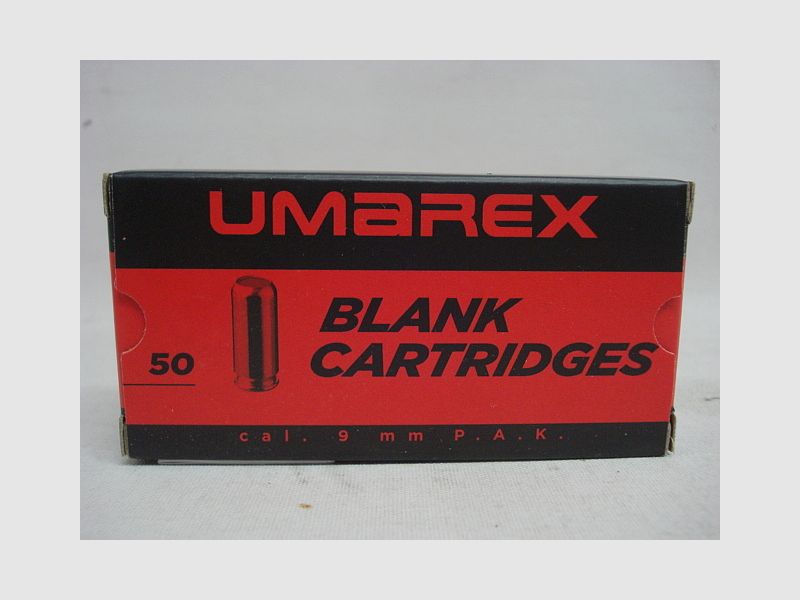 UMAREX
50
BLANK
CARTRIDGES
cal. 9 mm P.A.K.